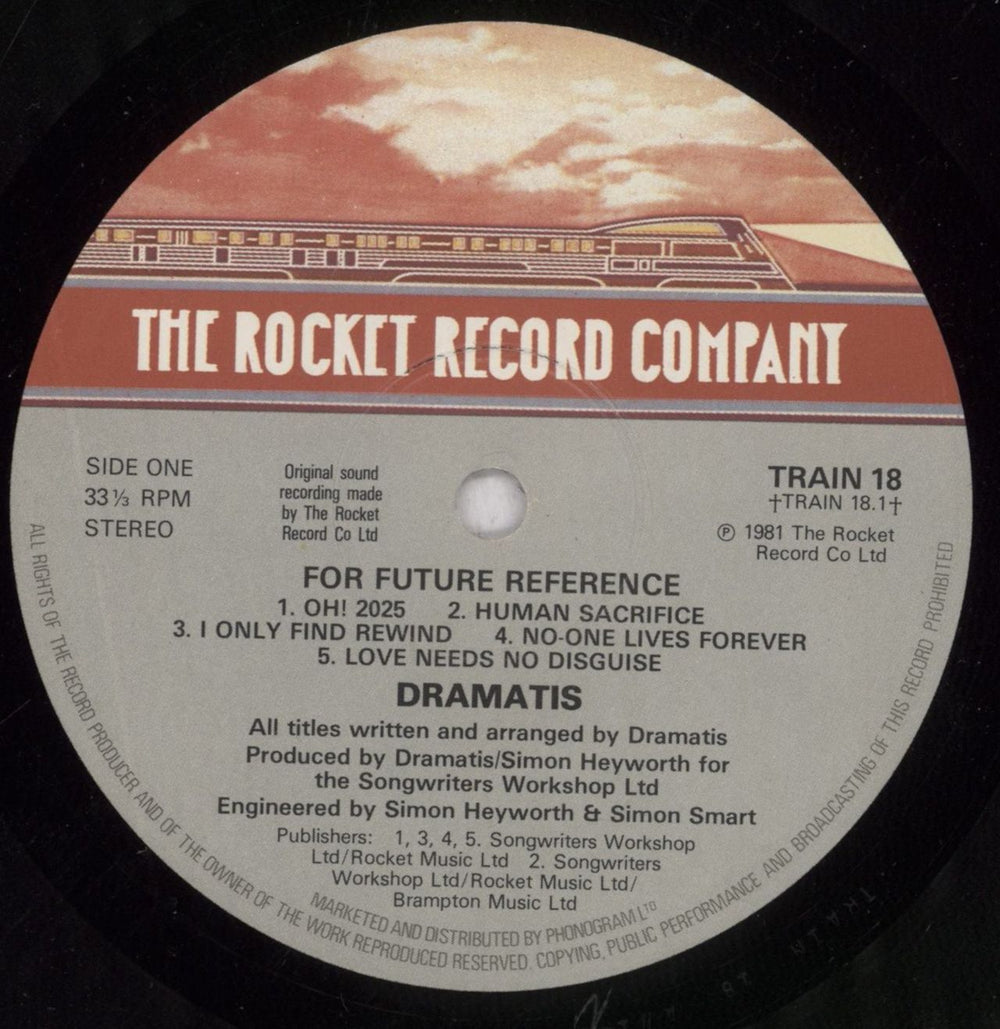 THE ROCKET RECORD COMPANY
SIDE ONE
33⅓ RPM
STEREO
Original sound
recording made
by The Rocket
Record Co Ltd
TRAIN 18
†TRAIN 18.1†
Ⓟ 1981 The Rocket
Record Co Ltd
FOR FUTURE REFERENCE
1. OH! 2025 2. HUMAN SACRIFICE
3. I ONLY FIND REWIND 4. NO-ONE LIVES FOREVER
5. LOVE NEEDS NO DISGUISE
DRAMATIS
All titles written and arranged by Dramatis
Produced by Dramatis/Simon Heyworth for
the Songwriters Workshop Ltd
Engineered by Simon Heyworth & Simon Smart
Publishers: 1, 3, 4, 5. Songwriters Workshop
Ltd/Rocket Music Ltd 2. Songwriters
Workshop Ltd/Rocket Music Ltd/
Brampton Music Ltd
MARKETED AND DISTRIBUTED BY PHONOGRAM LTD
ALL RIGHTS OF THE RECORD PRODUCER AND OF THE OWNER OF THE WORK REPRODUCED RESERVED. COPYING, PUBLIC PERFORMANCE AND BROADCASTING OF THIS RECORD PROHIBITED